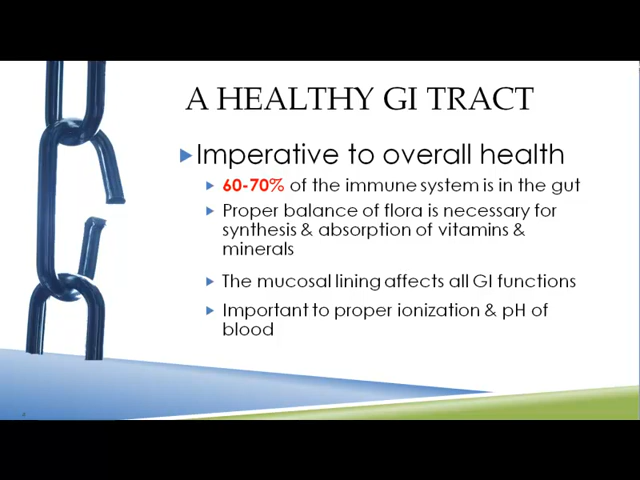 A HEALTHY GI TRACT
Imperative to overall health
60-70% of the immune system is in the gut
Proper balance of flora is necessary for
synthesis & absorption of vitamins &
minerals
The mucosal lining affects all GI functions
Important to proper ionization & pH of
blood